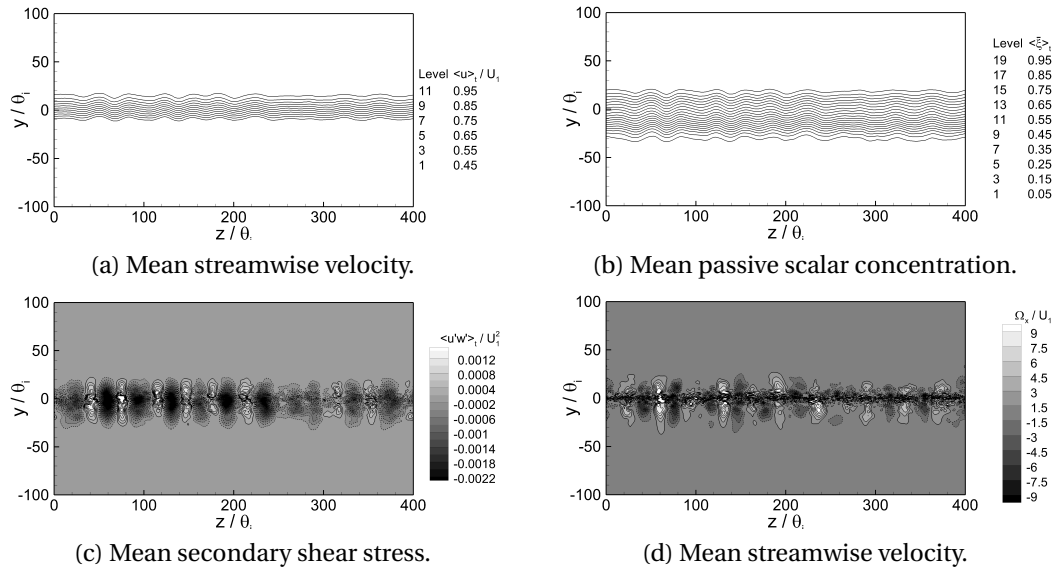 100
50
0
-50
-100
y / θi
0 100 200 300 400
z / θi
Level <u>t / U1
11 0.95
9 0.85
7 0.75
5 0.65
3 0.55
1 0.45
(a) Mean streamwise velocity.
100
50
0
-50
-100
y / θi
0 100 200 300 400
z / θi
Level <ξ̄>t
19 0.95
17 0.85
15 0.75
13 0.65
11 0.55
9 0.45
7 0.35
5 0.25
3 0.15
1 0.05
(b) Mean passive scalar concentration.
100
50
0
-50
-100
y / θi
0 100 200 300 400
z / θi
<u'w'>t / U1²
0.0012
0.0008
0.0004
-0.0002
-0.0006
-0.001
-0.0014
-0.0018
-0.0022
(c) Mean secondary shear stress.
100
50
0
-50
-100
y / θi
0 100 200 300 400
z / θi
Ωx / U1
9
7.5
6
4.5
3
1.5
-1.5
-3
-4.5
-6
-7.5
-9
(d) Mean streamwise velocity.